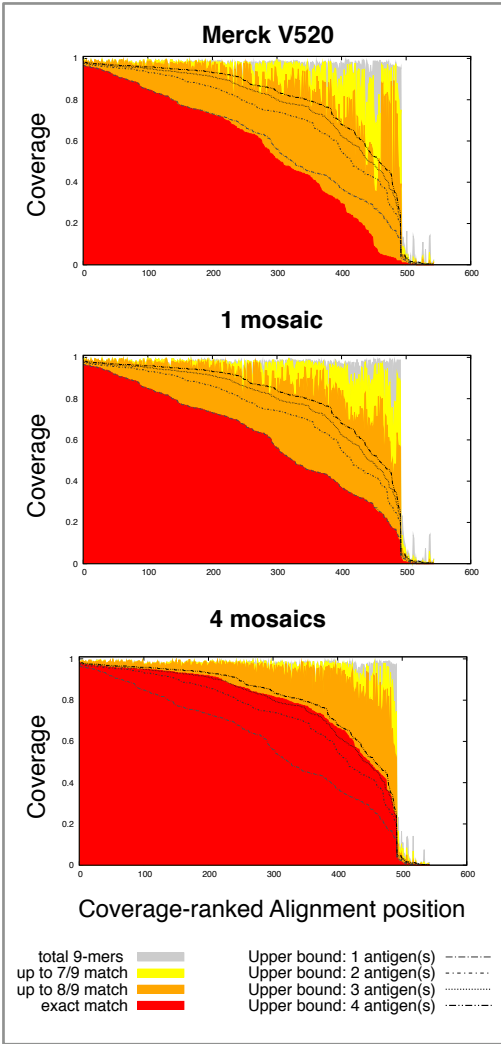 Merck V520
1
0.8
0.6
0.4
0.2
0
Coverage
0 100 200 300 400 500 600
1 mosaic
1
0.8
0.6
0.4
0.2
0
Coverage
0 100 200 300 400 500 600
4 mosaics
1
0.8
0.6
0.4
0.2
0
Coverage
0 100 200 300 400 500 600
Coverage-ranked Alignment position
total 9-mers
up to 7/9 match
up to 8/9 match
exact match
Upper bound: 1 antigen(s)
Upper bound: 2 antigen(s)
Upper bound: 3 antigen(s)
Upper bound: 4 antigen(s)